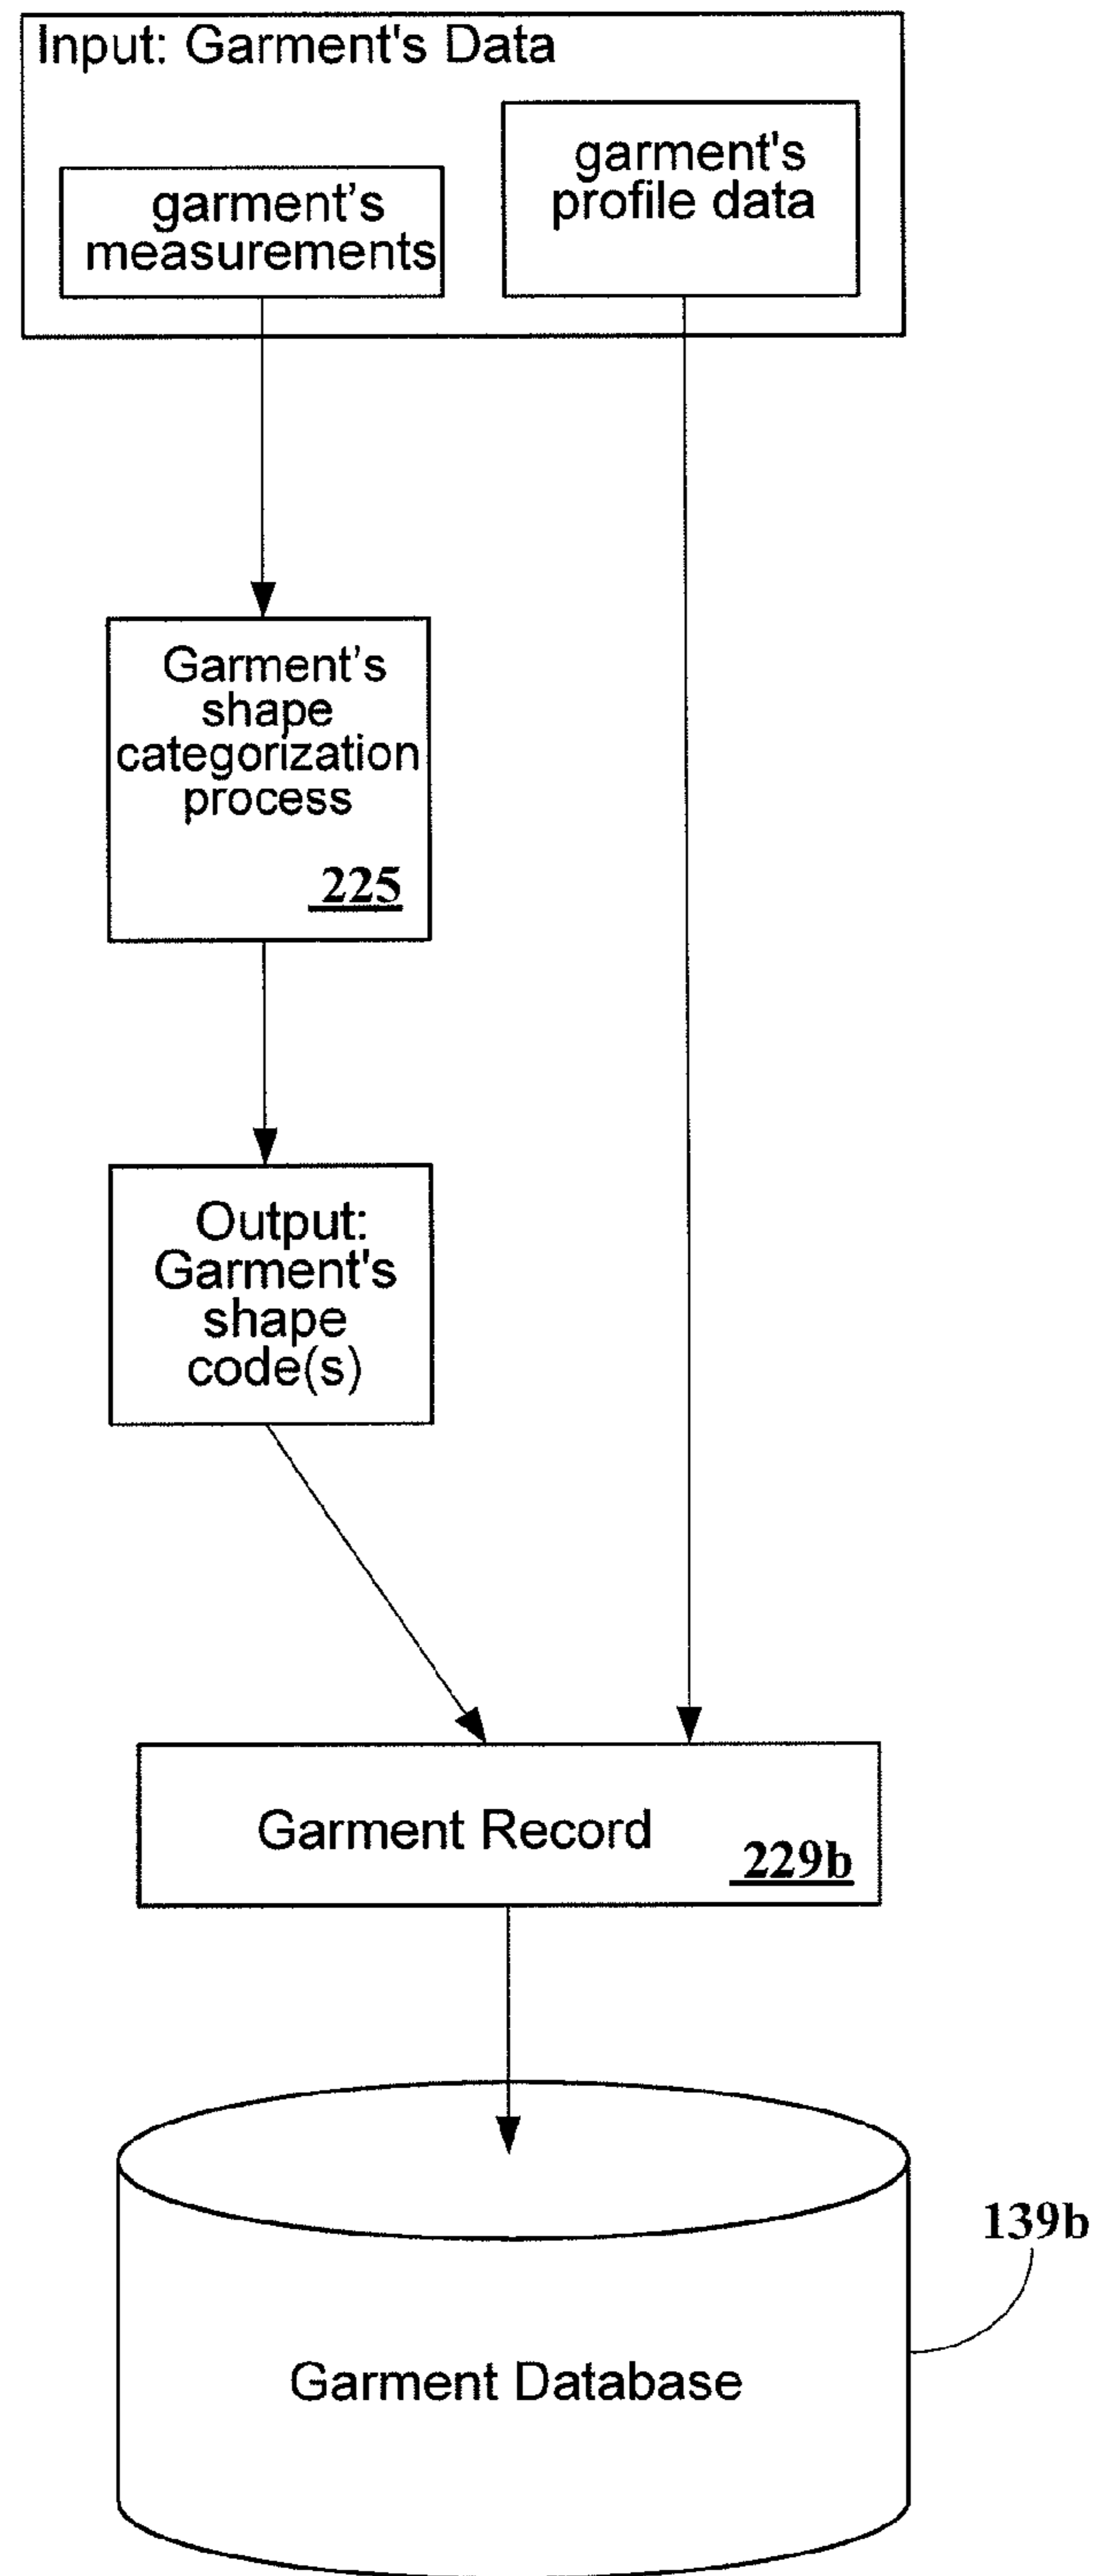 Input: Garment's Data
garment's
measurements
garment's
profile data
Garment's
shape
categorization
process
225
Output:
Garment's
shape
code(s)
Garment Record
229b
139b
Garment Database